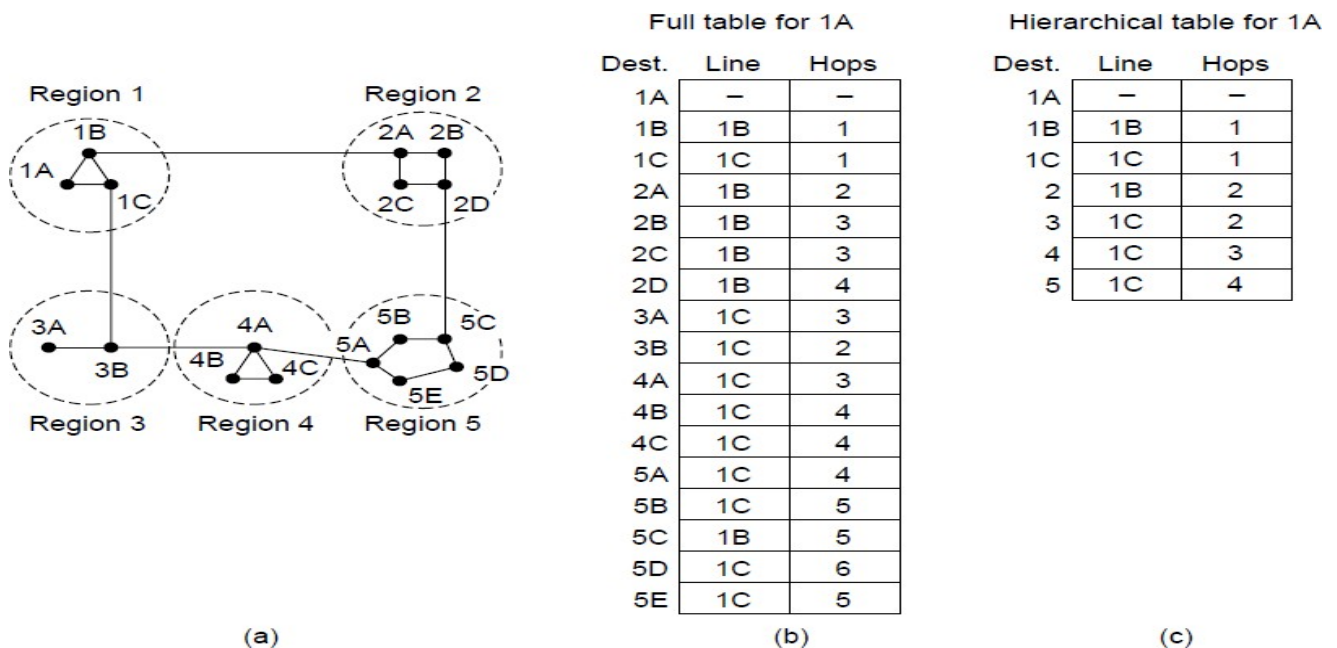 Full table for 1A
Hierarchical table for 1A
Dest. Line Hops
Dest. Line Hops
Region 1
Region 2
1B
2A 2B
1A
1C
2C
2D
3A
3B
4A
4B
4C
5B
5C
5A
5D
5E
Region 3
Region 4
Region 5
1A – –
1B 1B 1
1C 1C 1
2A 1B 2
2B 1B 3
2C 1B 3
2D 1B 4
3A 1C 3
3B 1C 2
4A 1C 3
4B 1C 4
4C 1C 4
5A 1C 4
5B 1C 5
5C 1B 5
5D 1C 6
5E 1C 5
1A – –
1B 1B 1
1C 1C 1
2 1B 2
3 1C 2
4 1C 3
5 1C 4
(a)
(b)
(c)